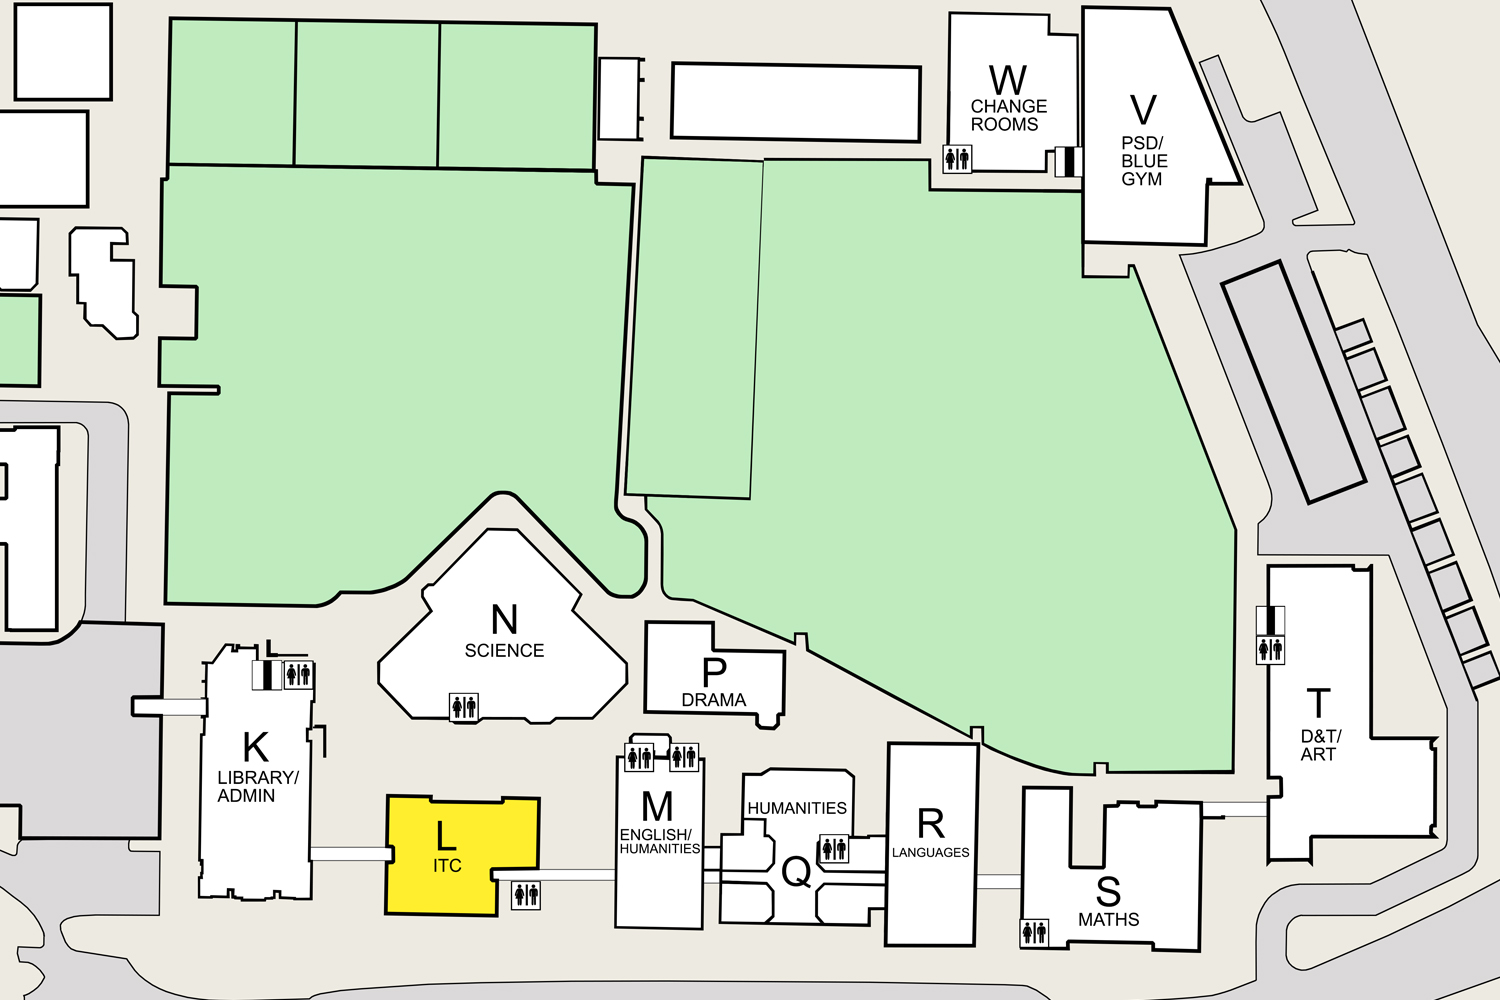 W
CHANGE
ROOMS
V
PSD/
BLUE
GYM
N
SCIENCE
P
DRAMA
K
LIBRARY/
ADMIN
L
ITC
M
ENGLISH/
HUMANITIES
HUMANITIES
Q
R
LANGUAGES
S
MATHS
T
D&T/
ART